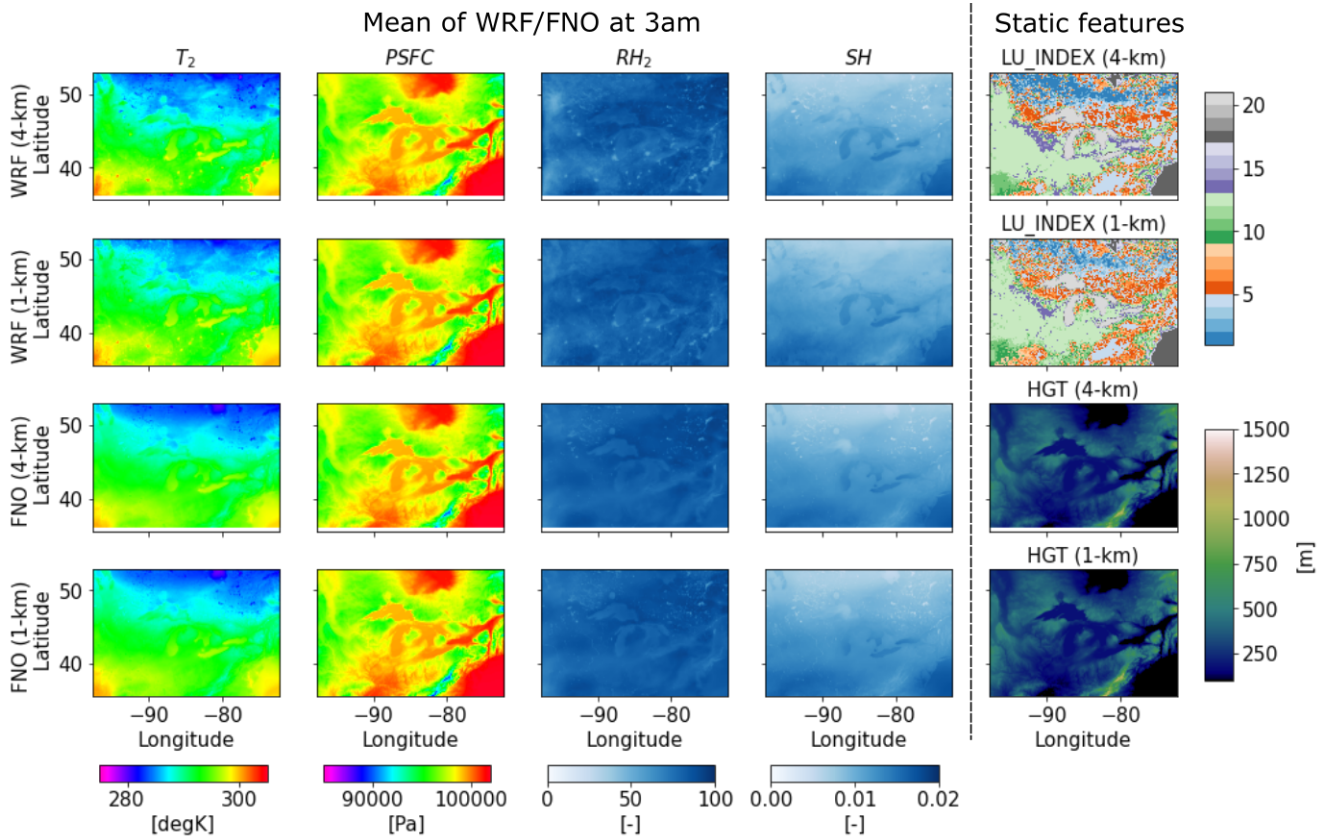 Mean of WRF/FNO at 3am
Static features
T2
PSFC
RH2
SH
LU_INDEX (4-km)
WRF (4-km)
Latitude
50
40
20
15
10
5
LU_INDEX (1-km)
WRF (1-km)
Latitude
50
40
HGT (4-km)
FNO (4-km)
Latitude
50
40
1500
1250
1000
750
500
250
[m]
HGT (1-km)
FNO (1-km)
Latitude
50
40
−90 −80
Longitude
−90 −80
Longitude
−90 −80
Longitude
−90 −80
Longitude
−90 −80
Longitude
280 300
[degK]
90000 100000
[Pa]
0 50 100
[-]
0.00 0.01 0.02
[-]